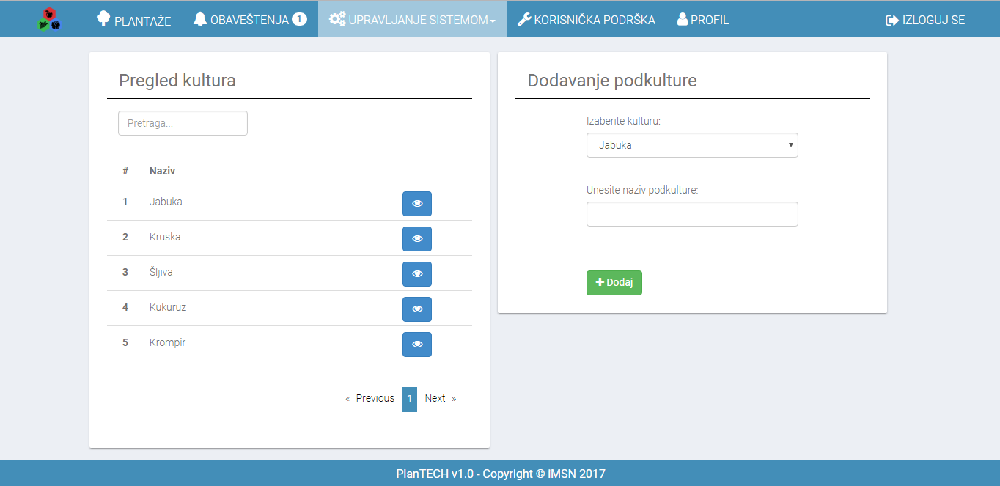 PLANTAŽE OBAVEŠTENJA 1 UPRAVLJANJE SISTEMOM KORISNIČKA PODRŠKA PROFIL IZLOGUJ SE
Pregled kultura
Pretraga...
# Naziv
1 Jabuka
2 Kruska
3 Šljiva
4 Kukuruz
5 Krompir
« Previous 1 Next »
Dodavanje podkulture
Izaberite kulturu:
Jabuka
Unesite naziv podkulture:
Dodaj
PlanTECH v1.0 - Copyright © iMSN 2017